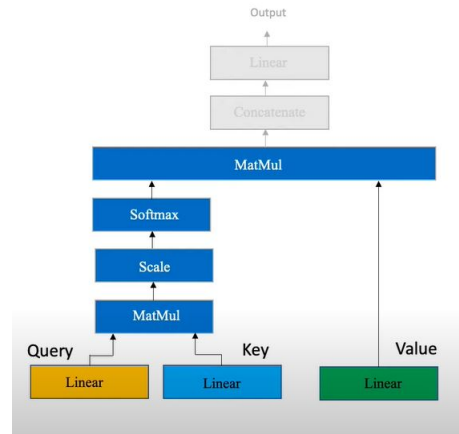 Output
Linear
Concatenate
MatMul
Softmax
Scale
MatMul
Query Key Value
Linear Linear Linear